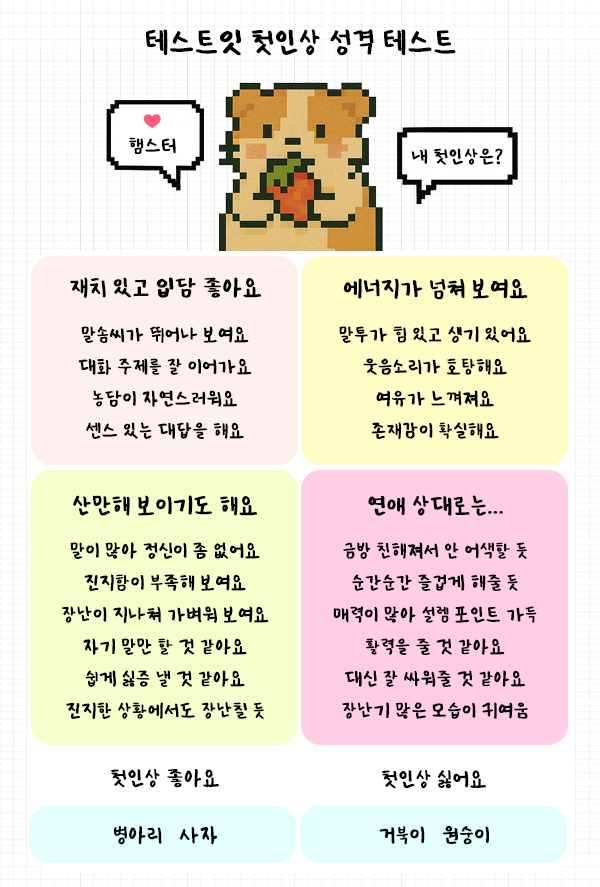 테스트잇 첫인상 성격 테스트
햄스터
내 첫인상은?
재치 있고 입담 좋아요
말솜씨가 뛰어나 보여요
대화 주제를 잘 이어가요
농담이 자연스러워요
센스 있는 대답을 해요
에너지가 넘쳐 보여요
말투가 힘 있고 생기 있어요
웃음소리가 호탕해요
여유가 느껴져요
존재감이 확실해요
산만해 보이기도 해요
말이 많아 정신이 좀 없어요
진지함이 부족해 보여요
장난이 지나쳐 가벼워 보여요
자기 말만 할 것 같아요
쉽게 싫증 낼 것 같아요
진지한 상황에서도 장난칠 듯
연애 상대로는...
금방 친해져서 안 어색할 듯
순간순간 즐겁게 해줄 듯
매력이 많아 설렘 포인트 가득
활력을 줄 것 같아요
대신 잘 싸워줄 것 같아요
장난기 많은 모습이 귀여움
첫인상 좋아요
병아리 사자
첫인상 싫어요
거북이 원숭이